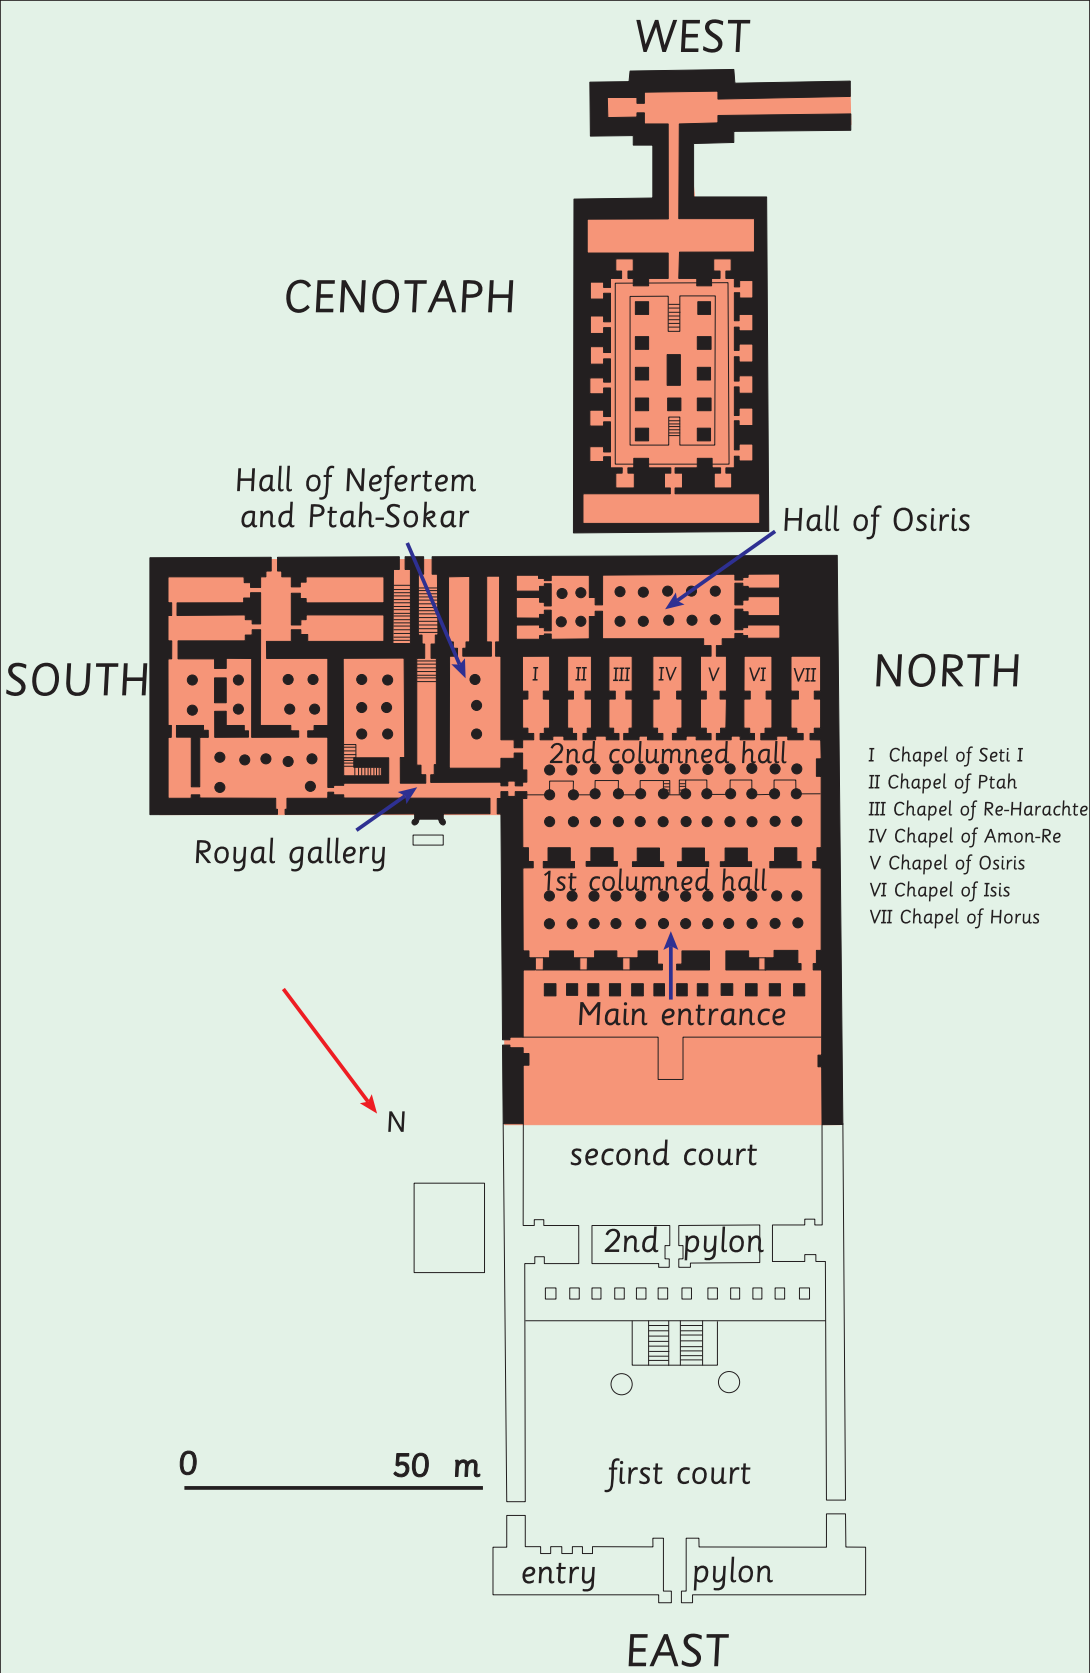 WEST
CENOTAPH
Hall of Nefertem
and Ptah-Sokar
Hall of Osiris
SOUTH
NORTH
I II III IV V VI VII
2nd columned hall
I Chapel of Seti I
II Chapel of Ptah
III Chapel of Re-Harachte
IV Chapel of Amon-Re
V Chapel of Osiris
VI Chapel of Isis
VII Chapel of Horus
Royal gallery
1st columned hall
Main entrance
N
second court
2nd pylon
0 50 m
first court
entry pylon
EAST